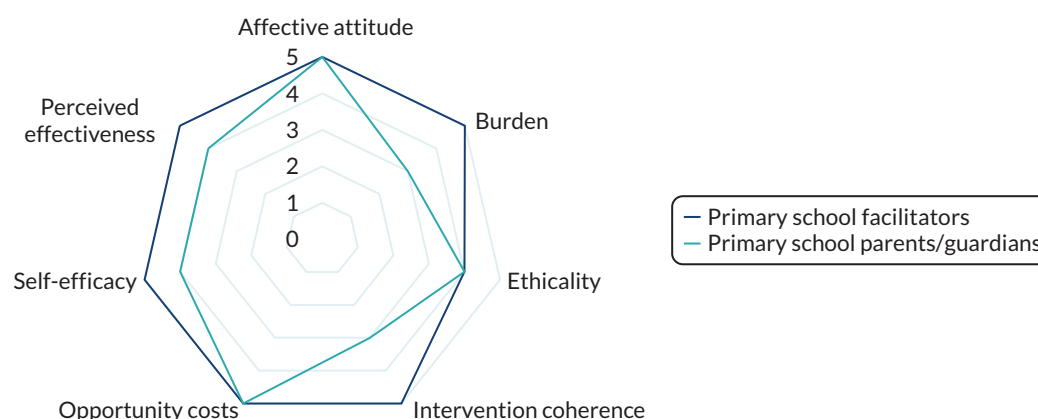 Affective attitude
5
4
3
2
1
0
Perceived
effectiveness
Burden
Self-efficacy
Ethicality
Opportunity costs
Intervention coherence
Primary school facilitators
Primary school parents/guardians